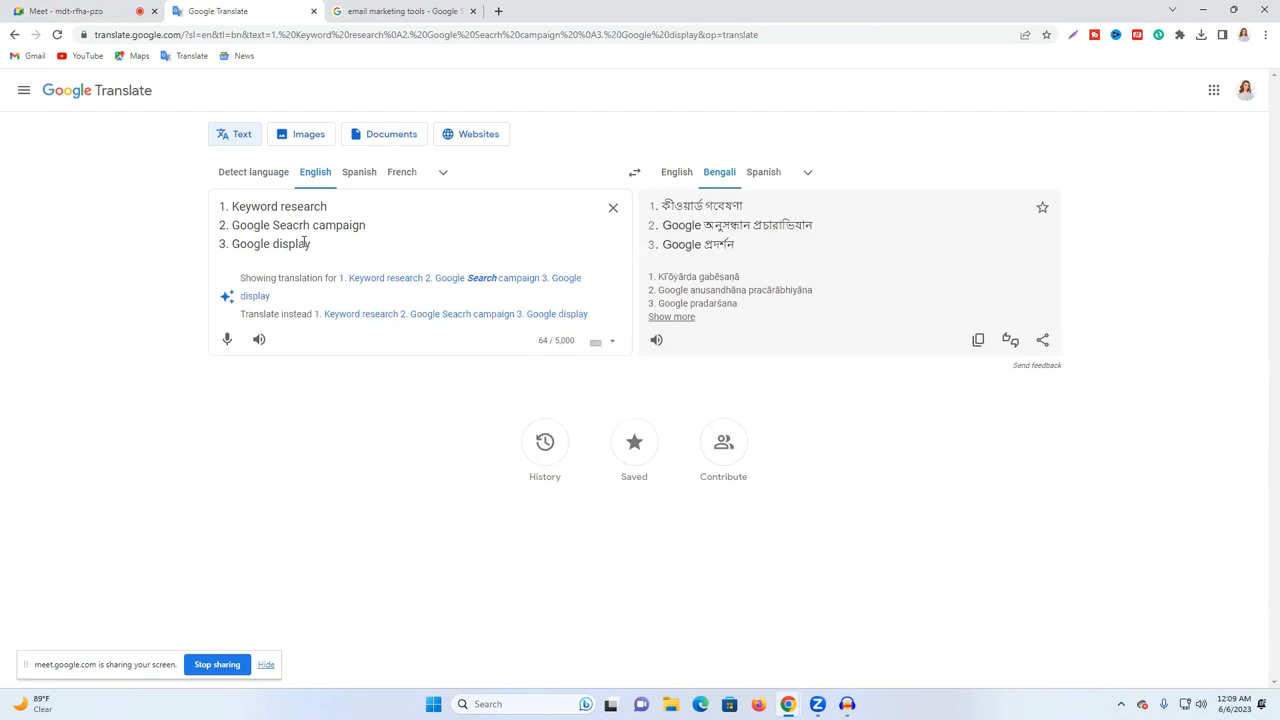 Meet - mdt-rfha-pzo
Google Translate
email marketing tools - Google S
translate.google.com/?sl=en&tl=bn&text=1.%20Keyword%20research%0A2.%20Google%20Seacrh%20campaign%20%0A3.%20Google%20display&op=translate
Gmail
YouTube
Maps
Translate
News
Google Translate
Text
Images
Documents
Websites
Detect language
English
Spanish
French
English
Bengali
Spanish
1. Keyword research
2. Google Seacrh campaign
3. Google display
1. কীওয়ার্ড গবেষণা
2. Google অনুসন্ধান প্রচারাভিযান
3. Google প্রদর্শন
Showing translation for 1. Keyword research 2. Google Search campaign 3. Google
display
Translate instead 1. Keyword research 2. Google Seacrh campaign 3. Google display
1. Kī'ōẏārḍa gabēṣaṇā
2. Google anusandhāna pracārābhiyāna
3. Google pradarśana
Show more
64 / 5,000
Send feedback
History
Saved
Contribute
meet.google.com is sharing your screen.
Stop sharing
Hide
89°F
Clear
Search
12:09 AM
6/6/2023